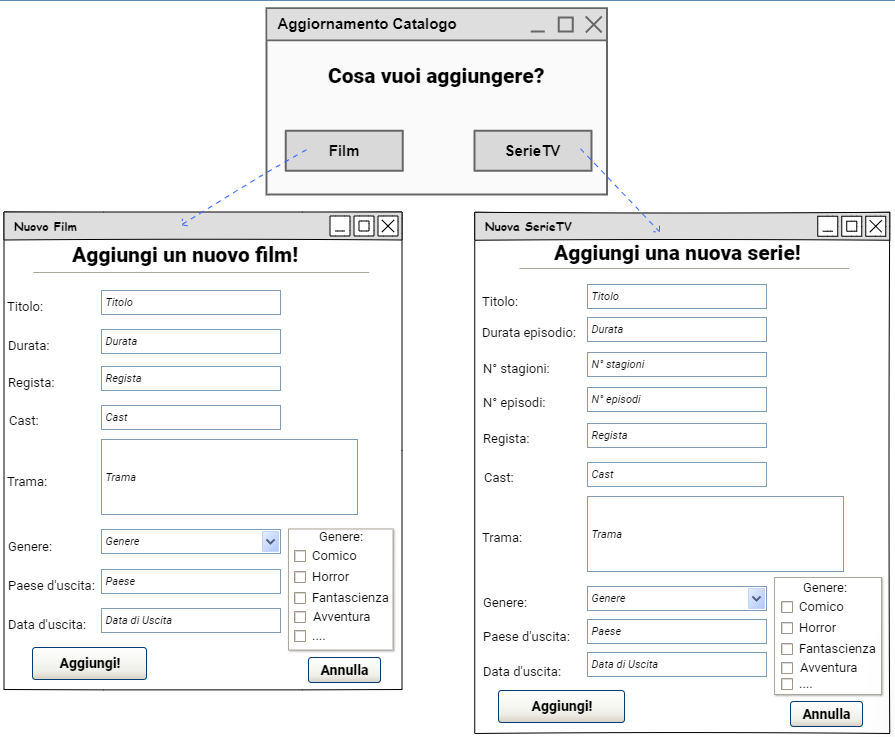 Aggiornamento Catalogo
Cosa vuoi aggiungere?
Film
SerieTV
Nuovo Film
Aggiungi un nuovo film!
Titolo: Titolo
Durata: Durata
Regista: Regista
Cast: Cast
Trama: Trama
Genere: Genere
Paese d'uscita: Paese
Data d'uscita: Data di Uscita
Genere:
Comico
Horror
Fantascienza
Avventura
....
Aggiungi!
Annulla
Nuova SerieTV
Aggiungi una nuova serie!
Titolo: Titolo
Durata episodio: Durata
N° stagioni: N° stagioni
N° episodi: N° episodi
Regista: Regista
Cast: Cast
Trama: Trama
Genere: Genere
Paese d'uscita: Paese
Data d'uscita: Data di Uscita
Genere:
Comico
Horror
Fantascienza
Avventura
....
Aggiungi!
Annulla